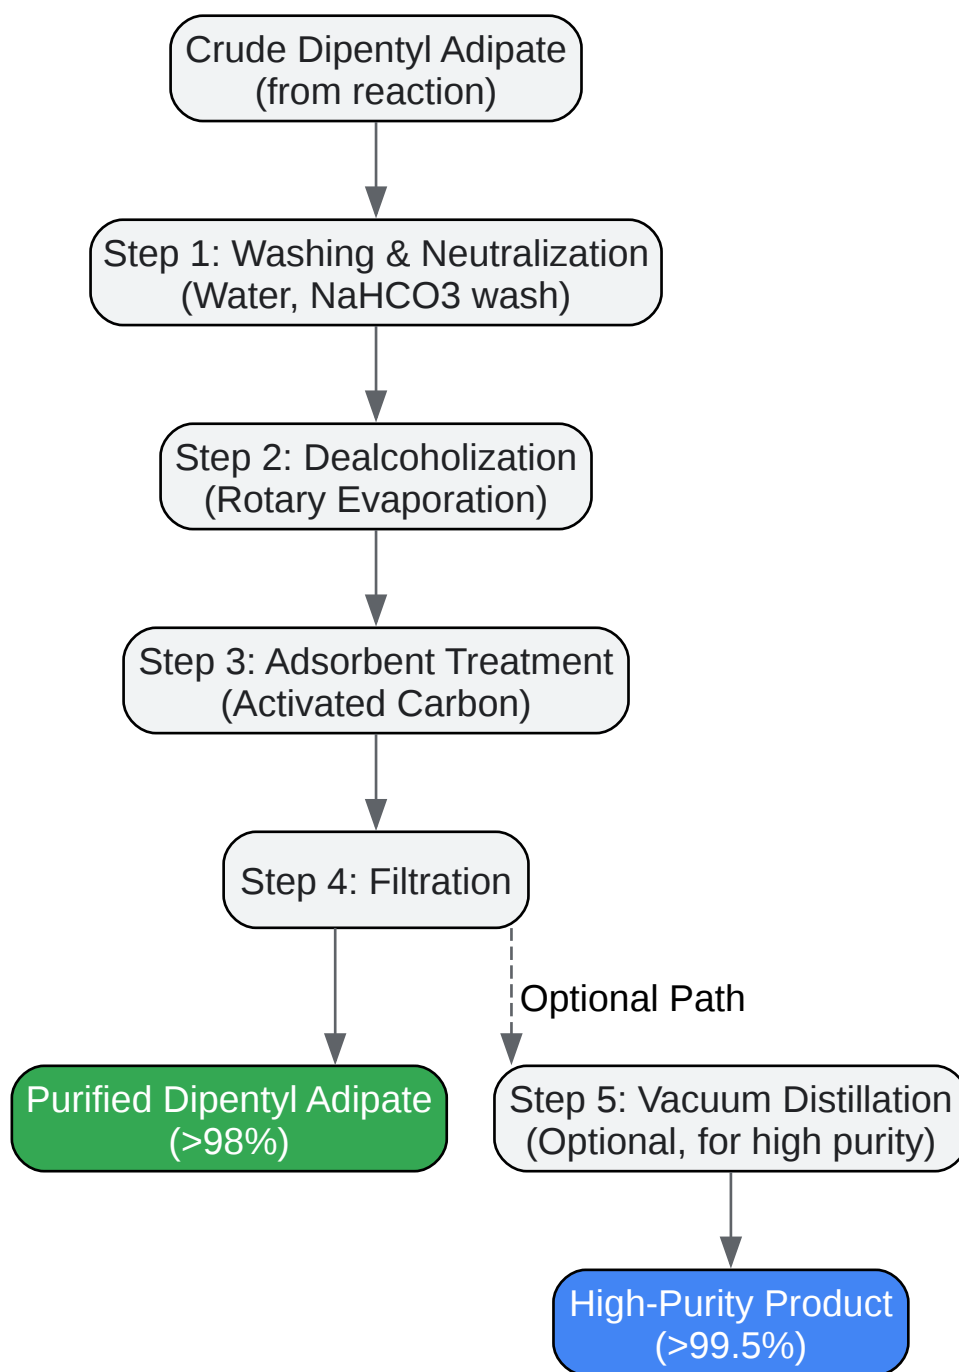 Crude Dipentyl Adipate
(from reaction)
Step 1: Washing & Neutralization
(Water, NaHCO3 wash)
Step 2: Dealcoholization
(Rotary Evaporation)
Step 3: Adsorbent Treatment
(Activated Carbon)
Step 4: Filtration
Optional Path
Purified Dipentyl Adipate
(>98%)
Step 5: Vacuum Distillation
(Optional, for high purity)
High-Purity Product
(>99.5%)